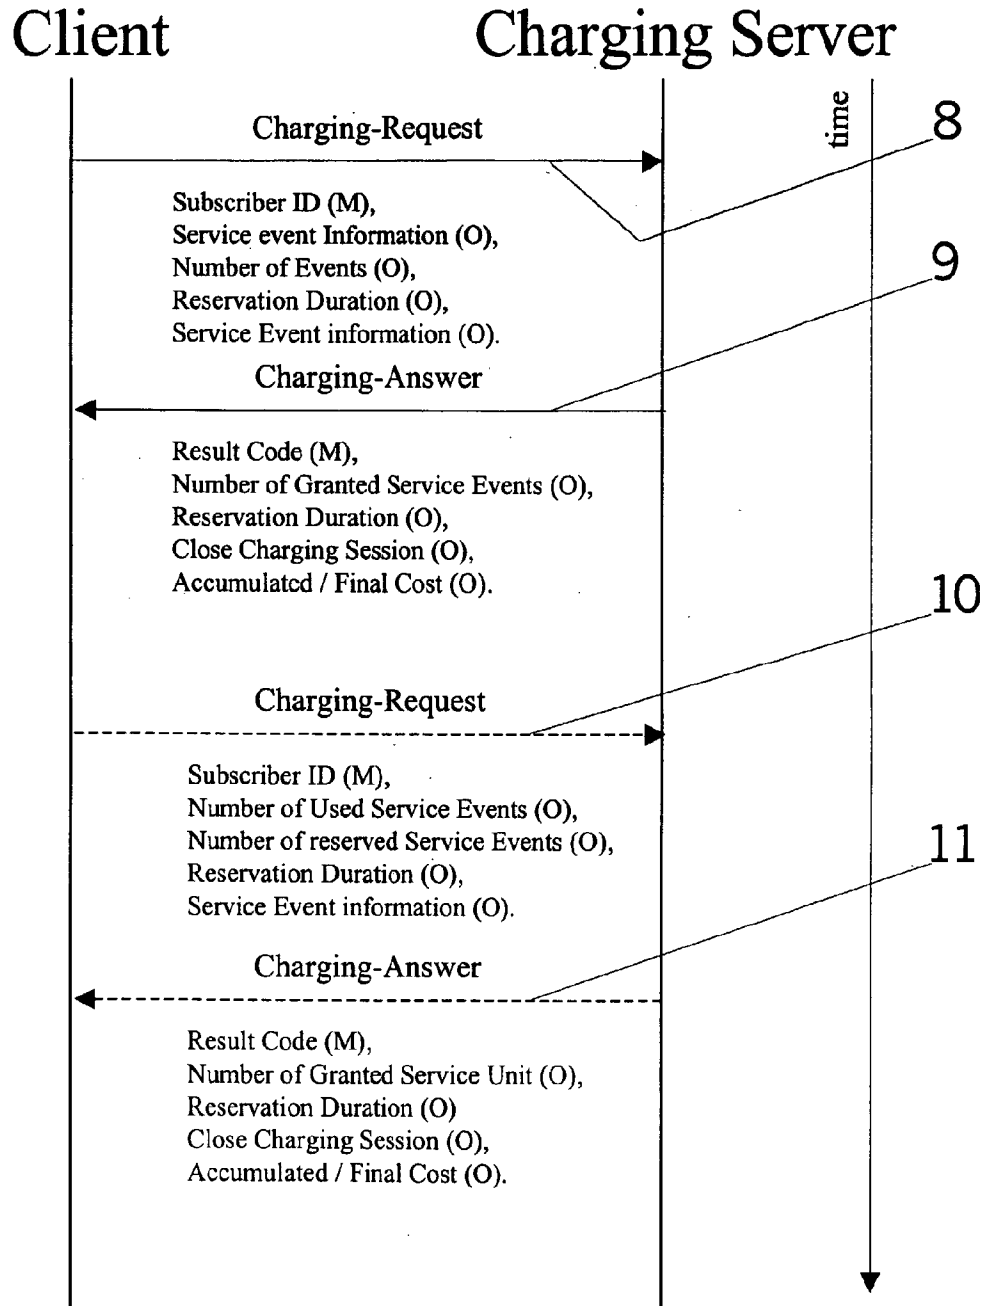 Client
Charging Server
time
Charging-Request
8
Subscriber ID (M),
Service event Information (O),
Number of Events (O),
Reservation Duration (O),
Service Event information (O).
9
Charging-Answer
Result Code (M),
Number of Granted Service Events (O),
Reservation Duration (O),
Close Charging Session (O),
Accumulated / Final Cost (O).
10
Charging-Request
Subscriber ID (M),
Number of Used Service Events (O),
Number of reserved Service Events (O),
Reservation Duration (O),
Service Event information (O).
11
Charging-Answer
Result Code (M),
Number of Granted Service Unit (O),
Reservation Duration (O)
Close Charging Session (O),
Accumulated / Final Cost (O).